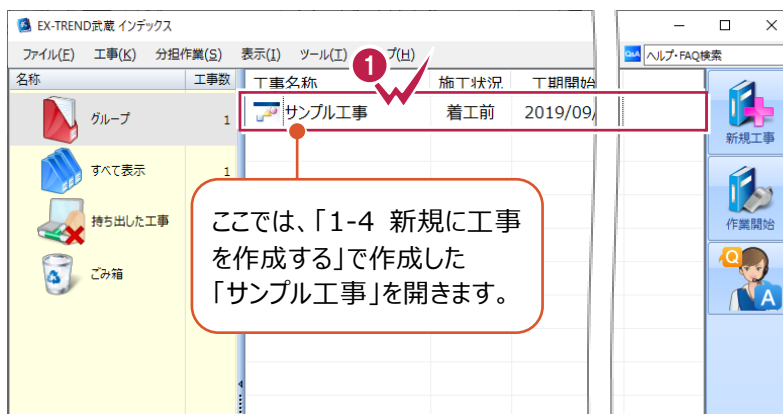 EX-TREND武蔵 インデックス
ファイル(F) 工事(K) 分担作業(S) 表示(I) ツール(T) プ(H)
Q&A ヘルプ・FAQ検索
名称 工事数 工事名称 施工状況 工期開始
1
グループ 1
サンプル工事 着工前 2019/09/
新規工事
すべて表示 1
持ち出した工事
作業開始
ごみ箱
Q
A
ここでは、「1-4 新規に工事
を作成する」で作成した
「サンプル工事」を開きます。